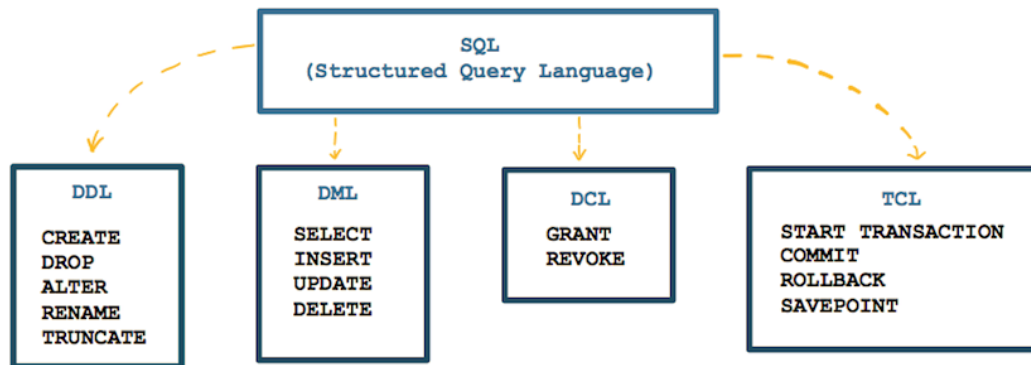 SQL
(Structured Query Language)
DDL
CREATE
DROP
ALTER
RENAME
TRUNCATE
DML
SELECT
INSERT
UPDATE
DELETE
DCL
GRANT
REVOKE
TCL
START TRANSACTION
COMMIT
ROLLBACK
SAVEPOINT